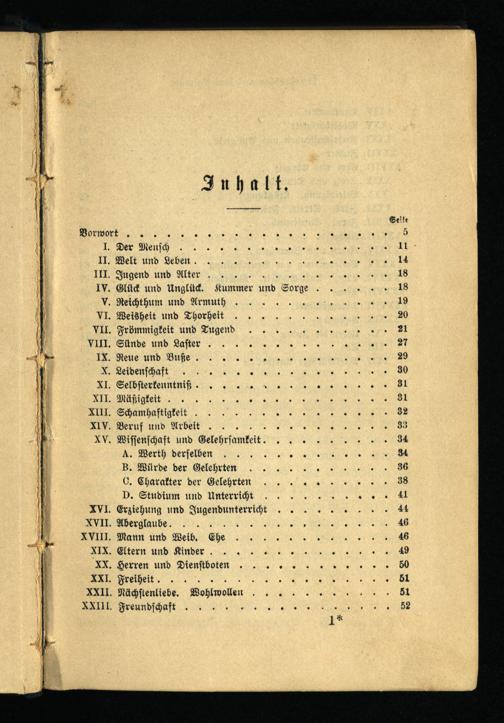 Inhalt.
Seite
Vorwort . . . . . . . . . . . . . . . . 5
I. Der Mensch . . . . . . . . . . . . . 11
II. Welt und Leben . . . . . . . . . . . . 14
III. Jugend und Alter . . . . . . . . . . . 18
IV. Glück und Unglück. Kummer und Sorge . . . . . 18
V. Reichthum und Armuth . . . . . . . . . . 19
VI. Weisheit und Thorheit . . . . . . . . . . 20
VII. Frömmigkeit und Tugend . . . . . . . . . 21
VIII. Sünde und Laster . . . . . . . . . . . 27
IX. Reue und Buße . . . . . . . . . . . . 29
X. Leidenschaft . . . . . . . . . . . . . 30
XI. Selbsterkenntniß . . . . . . . . . . . . 31
XII. Mäßigkeit . . . . . . . . . . . . . . 31
XIII. Schamhaftigkeit . . . . . . . . . . . . 32
XIV. Beruf und Arbeit . . . . . . . . . . . 33
XV. Wissenschaft und Gelehrsamkeit. . . . . . . . 34
A. Werth derselben . . . . . . . . . . 34
B. Würde der Gelehrten . . . . . . . . . 36
C. Charakter der Gelehrten . . . . . . . . 38
D. Studium und Unterricht . . . . . . . . 41
XVI. Erziehung und Jugendunterricht . . . . . . . 44
XVII. Aberglaube. . . . . . . . . . . . . . 46
XVIII. Mann und Weib. Ehe . . . . . . . . . . 46
XIX. Eltern und Kinder . . . . . . . . . . . 49
XX. Herren und Dienstboten . . . . . . . . . 50
XXI. Freiheit . . . . . . . . . . . . . . . 51
XXII. Nächstenliebe. Wohlwollen . . . . . . . . 51
XXIII. Freundschaft . . . . . . . . . . . . . 52
1*